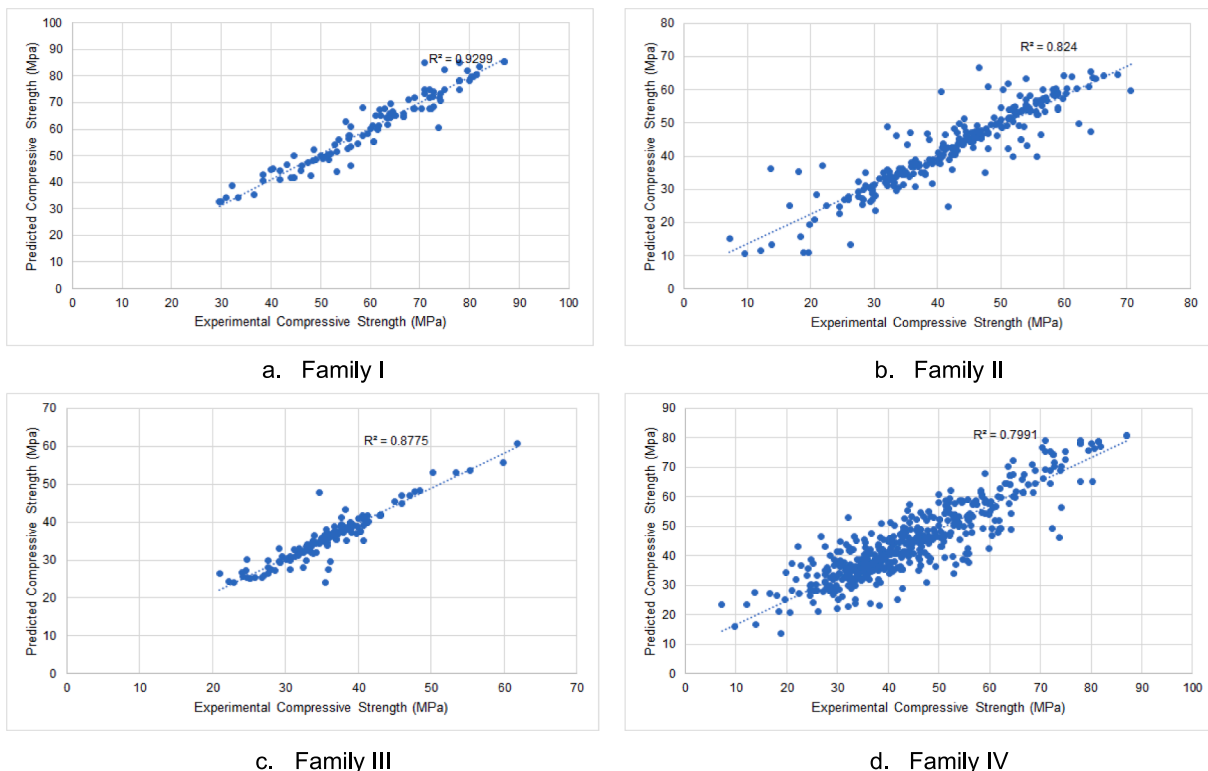 100
90
80
70
60
50
40
30
20
10
0
Predicted Compressive Strength (Mpa)
R² = 0.9299
0 10 20 30 40 50 60 70 80 90 100
Experimental Compressive Strength (MPa)
a. Family I
80
70
60
50
40
30
20
10
0
Predicted Compressive Strength (Mpa)
R² = 0.824
0 10 20 30 40 50 60 70 80
Experimental Compressive Strength (MPa)
b. Family II
70
60
50
40
30
20
10
0
Predicted Compressive Strength (Mpa)
R² = 0.8775
0 10 20 30 40 50 60 70
Experimental Compressive Strength (MPa)
c. Family III
90
80
70
60
50
40
30
20
10
0
Predicted Compressive Strength (Mpa)
R² = 0.7991
0 10 20 30 40 50 60 70 80 90 100
Experimental Compressive Strength (MPa)
d. Family IV